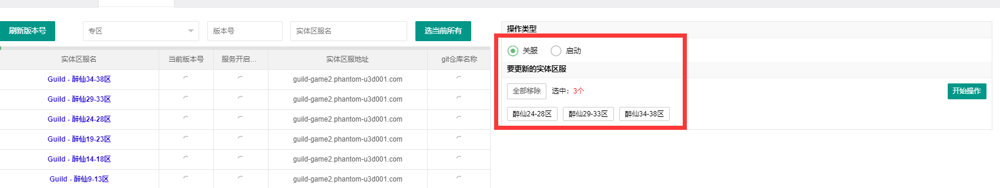 刷新版本号 专区 版本号 实体区服名 选当前所有
实体区服名 当前版本号 服务开启... 实体区服地址 git仓库名称
Guild - 醉仙34-38区 guild-game2.phantom-u3d001.com
Guild - 醉仙29-33区 guild-game2.phantom-u3d001.com
Guild - 醉仙24-28区 guild-game2.phantom-u3d001.com
Guild - 醉仙19-23区 guild-game2.phantom-u3d001.com
Guild - 醉仙14-18区 guild-game2.phantom-u3d001.com
Guild - 醉仙9-13区 guild-game2.phantom-u3d001.com
操作类型
关服 启动
要更新的实体区服
全部移除 选中：3个 开始操作
醉仙24-28区 醉仙29-33区 醉仙34-38区